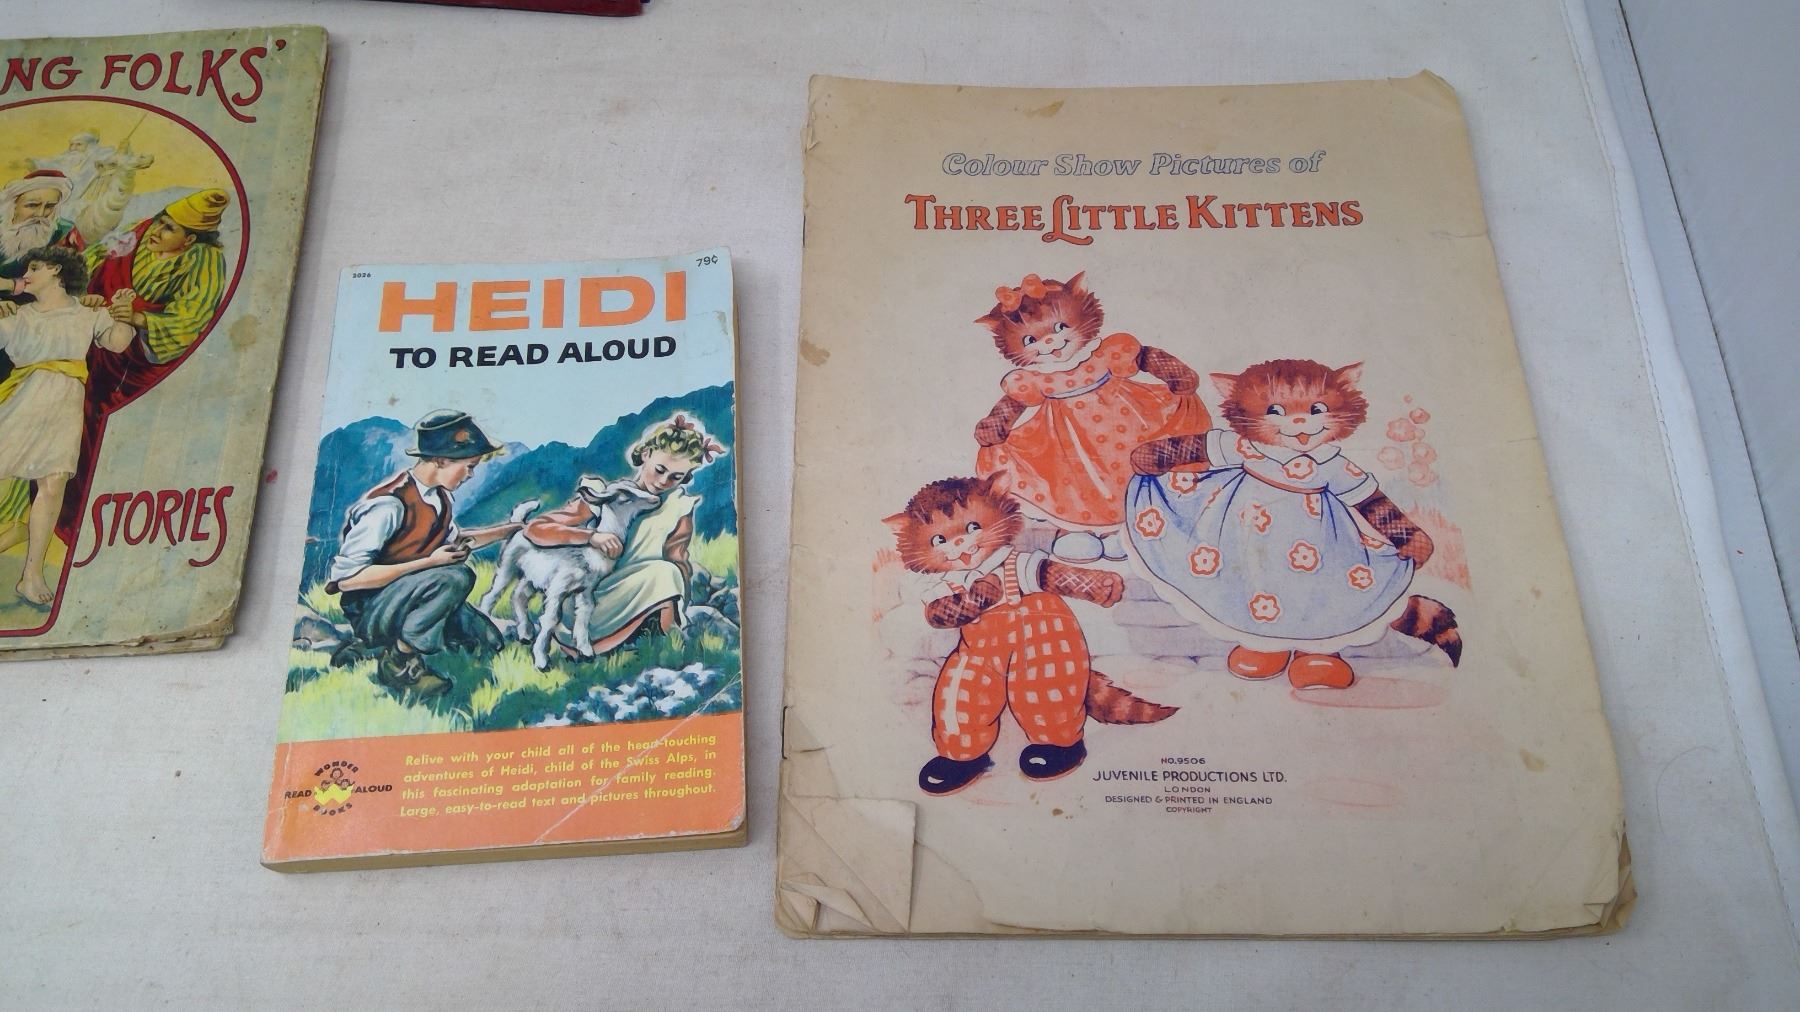 NG FOLKS'
STORIES
2026
79¢
HEIDI
TO READ ALOUD
Relive with your child all of the heart-touching
adventures of Heidi, child of the Swiss Alps, in
this fascinating adaptation for family reading.
Large, easy-to-read text and pictures throughout.
WONDER
READ ALOUD
BOOKS
Colour Show Pictures of
THREE LITTLE KITTENS
NO.9506
JUVENILE PRODUCTIONS LTD.
LONDON
DESIGNED & PRINTED IN ENGLAND
COPYRIGHT